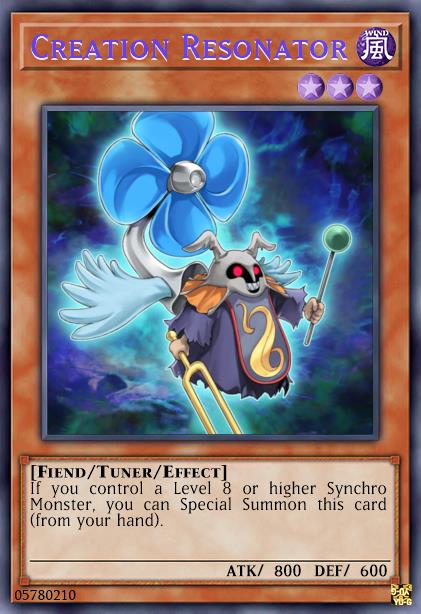 CREATION RESONATOR
WIND
風
[FIEND/TUNER/EFFECT]
If you control a Level 8 or higher Synchro
Monster, you can Special Summon this card
(from your hand).
ATK/ 800 DEF/ 600
05780210